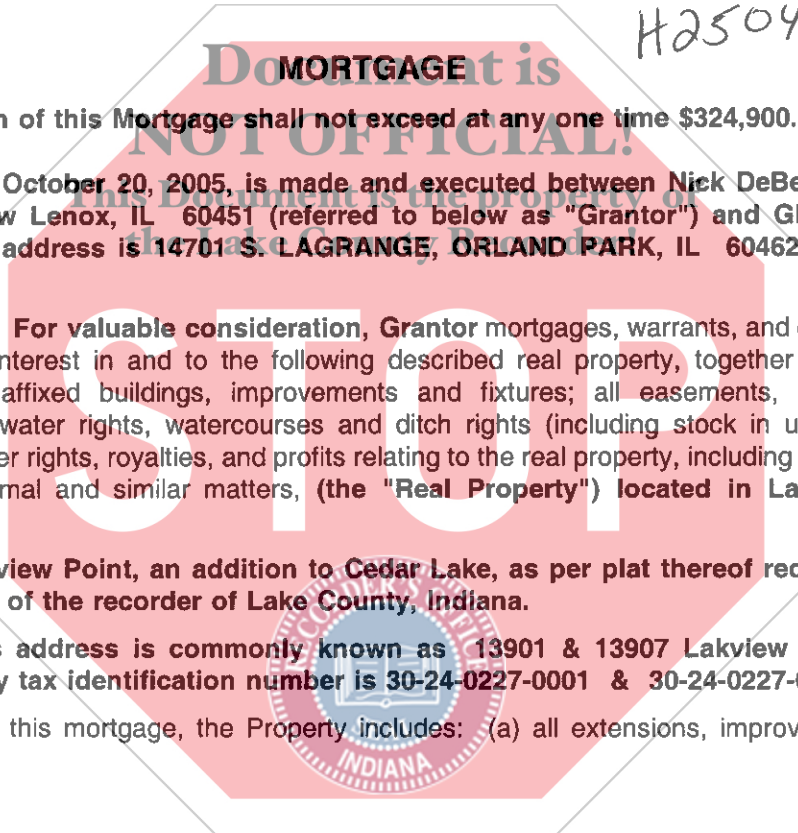 H2504
Document is
MORTGAGE
NOT OFFICIAL!
n of this Mortgage shall not exceed at any one time $324,900.
This Document is the property of
October 20, 2005, is made and executed between Nick DeBe
w Lenox, IL 60451 (referred to below as "Grantor") and Gl
the Lake County Recorder!
address is 14701 S. LAGRANGE, ORLAND PARK, IL 60462
STOP
For valuable consideration, Grantor mortgages, warrants, and
nterest in and to the following described real property, together
affixed buildings, improvements and fixtures; all easements,
water rights, watercourses and ditch rights (including stock in u
er rights, royalties, and profits relating to the real property, including
mal and similar matters, (the "Real Property") located in La
view Point, an addition to Cedar Lake, as per plat thereof rec
of the recorder of Lake County, Indiana.
s address is commonly known as 13901 & 13907 Lakview
y tax identification number is 30-24-0227-0001 & 30-24-0227-
this mortgage, the Property includes: (a) all extensions, improv
RECORDER'S OFFICE
SEAL
INDIANA